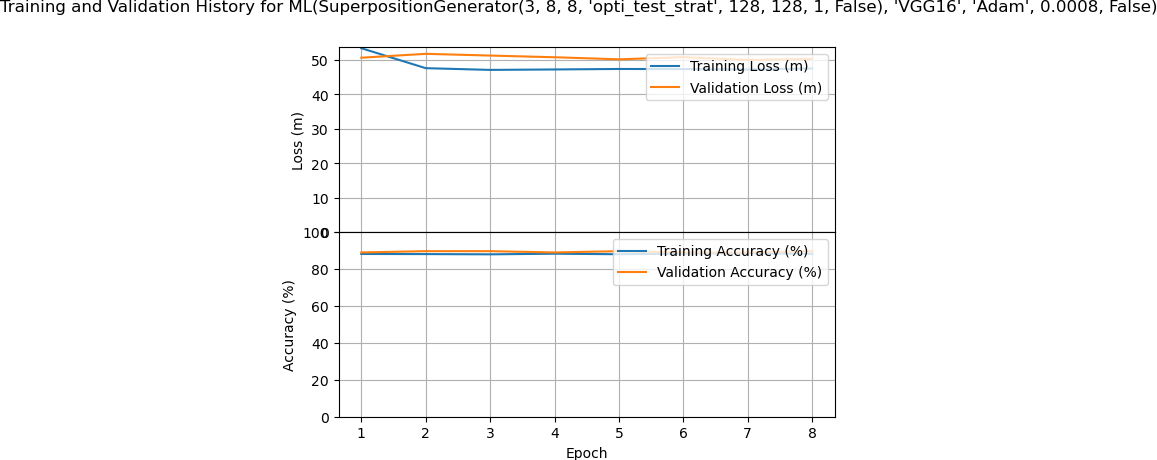 Training and Validation History for ML(SuperpositionGenerator(3, 8, 8, 'opti_test_strat', 128, 128, 1, False), 'VGG16', 'Adam', 0.0008, False)
50
40
30
20
10
0
Loss (m)
Training Loss (m)
Validation Loss (m)
100
80
60
40
20
0
Accuracy (%)
Training Accuracy (%)
Validation Accuracy (%)
1 2 3 4 5 6 7 8
Epoch